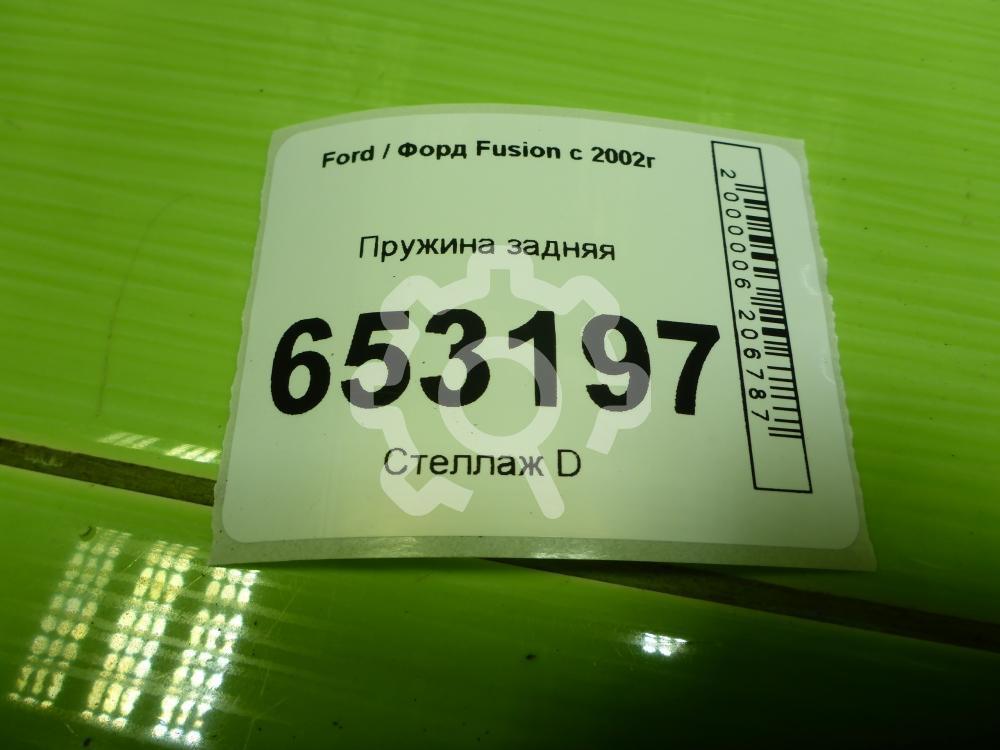 Ford / Форд Fusion с 2002г
Пружина задняя
653197
Стеллаж D
2000006206787